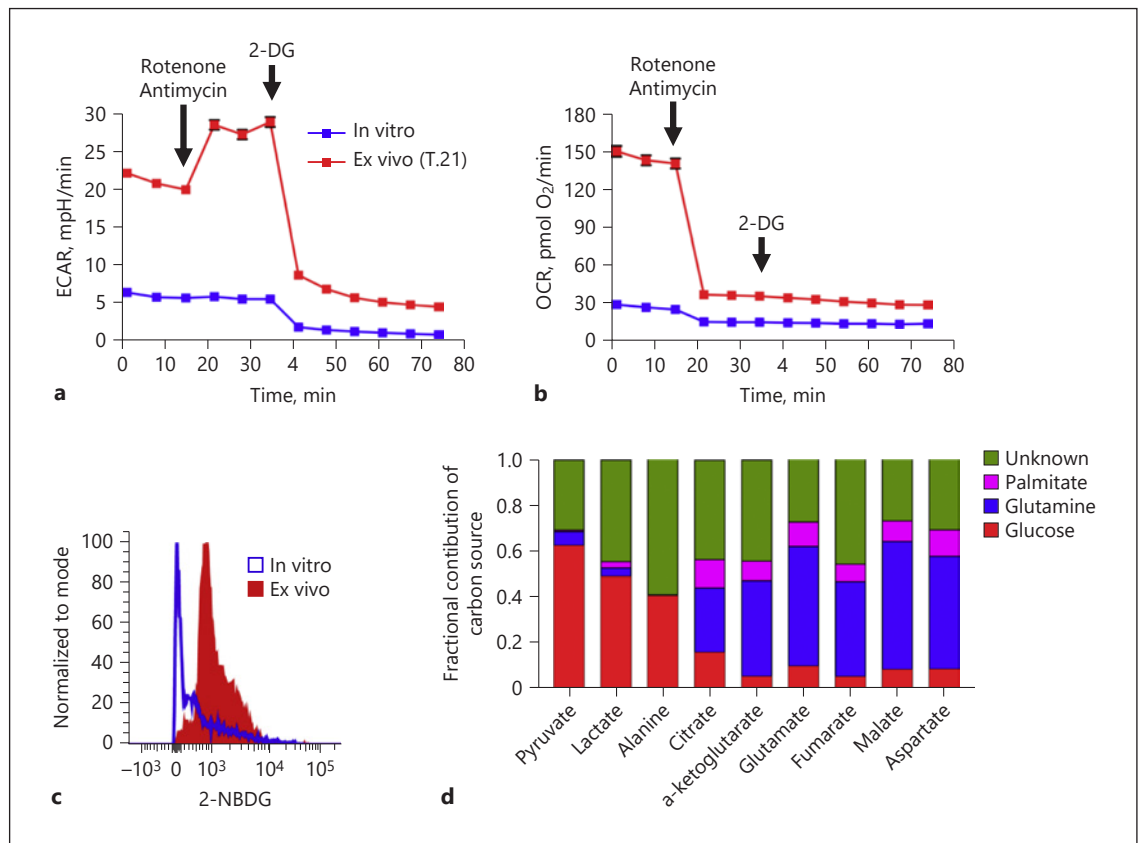 2-DG
Rotenone
Antimycin
30
25
20
15
10
5
0
ECAR, mpH/min
In vitro
Ex vivo (T.21)
0 10 20 30 4 50 60 70 80
Time, min
a
Rotenone
Antimycin
2-DG
180
150
120
90
60
30
0
OCR, pmol O₂/min
0 10 20 30 40 50 60 70 80
Time, min
b
100
80
60
40
20
0
Normalized to mode
In vitro
Ex vivo
−10³ 0 10³ 10⁴ 10⁵
2-NBDG
c
1.0
0.8
0.6
0.4
0.2
0
Fractional contibution of
carbon source
Unknown
Palmitate
Glutamine
Glucose
Pyruvate
Lactate
Alanine
Citrate
a-ketoglutarate
Glutamate
Fumarate
Malate
Aspartate
d